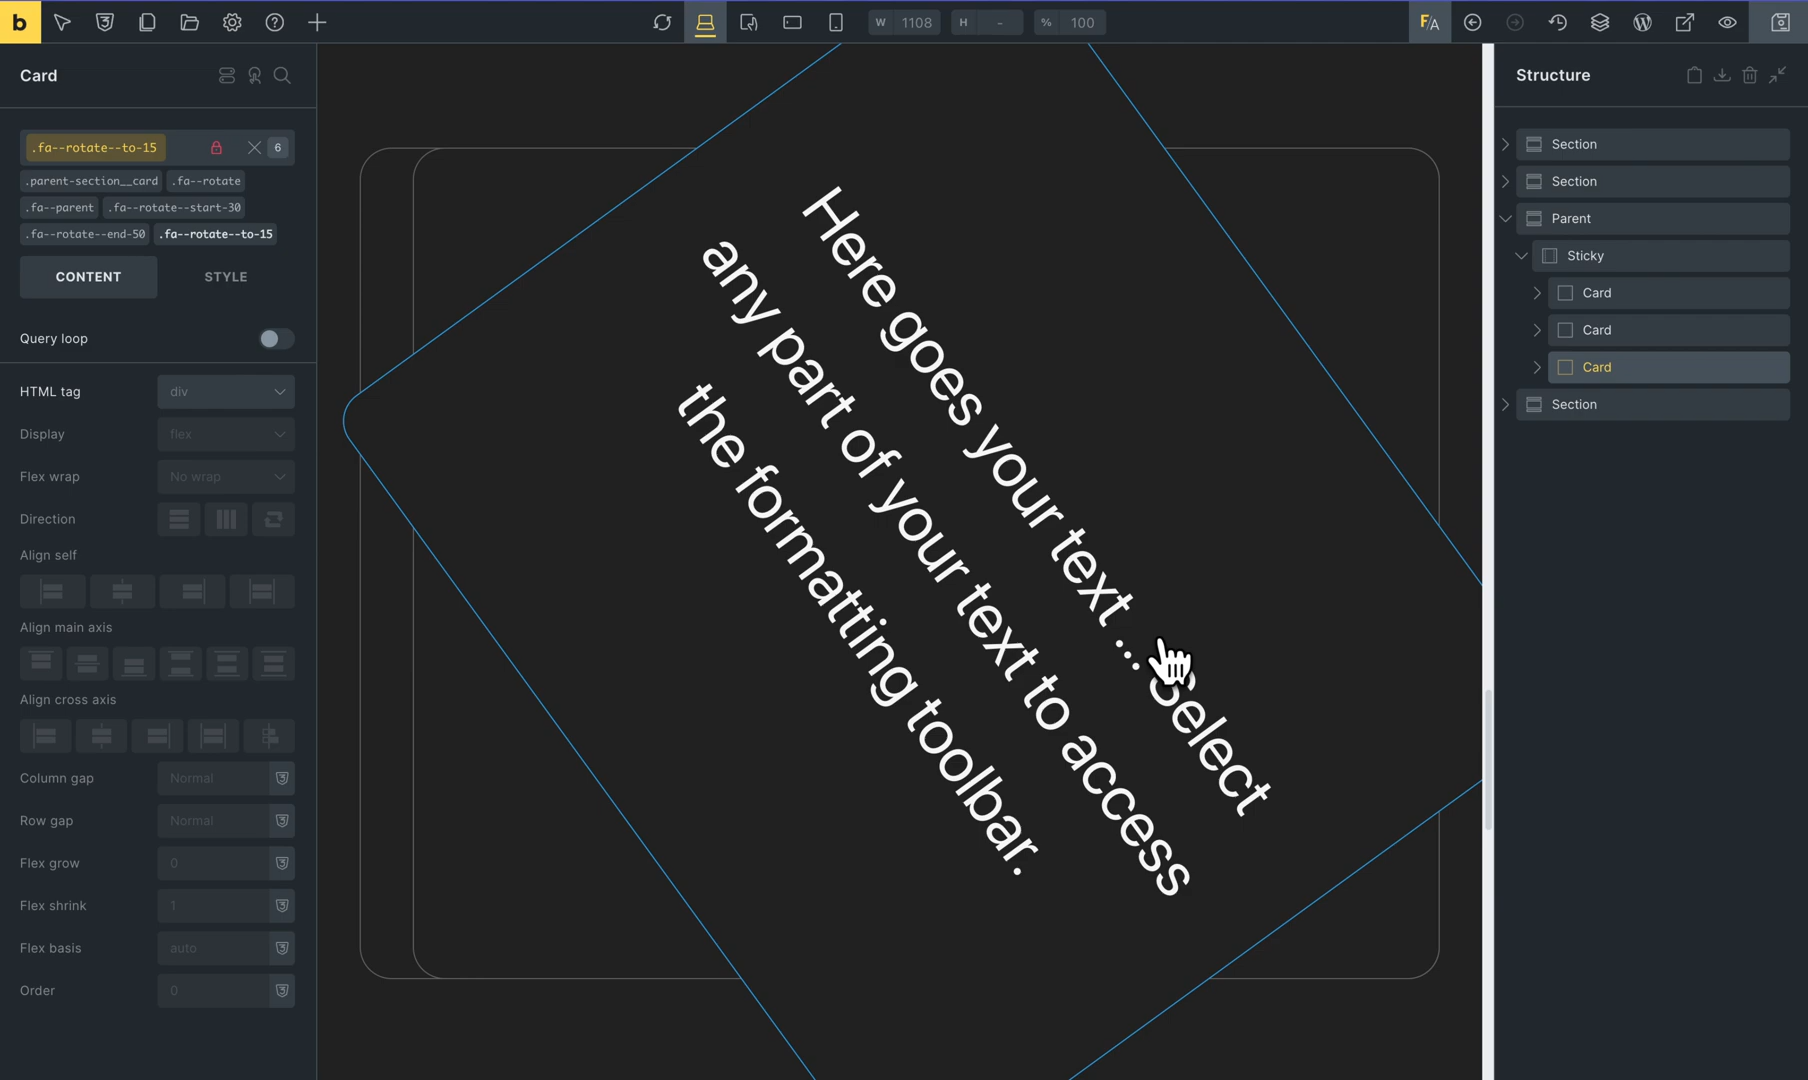 b
W 1108 H - % 100
F/A
Card
Structure
.fa--rotate--to-15
6
.parent-section__card .fa--rotate
.fa--parent .fa--rotate--start-30
.fa--rotate--end-50 .fa--rotate--to-15
CONTENT STYLE
Query loop
HTML tag div
Display flex
Flex wrap No wrap
Direction
Align self
Align main axis
Align cross axis
Column gap Normal
Row gap Normal
Flex grow 0
Flex shrink 1
Flex basis auto
Order 0
Here goes your text ... Select
any part of your text to access
the formatting toolbar.
Section
Section
Parent
Sticky
Card
Card
Card
Section